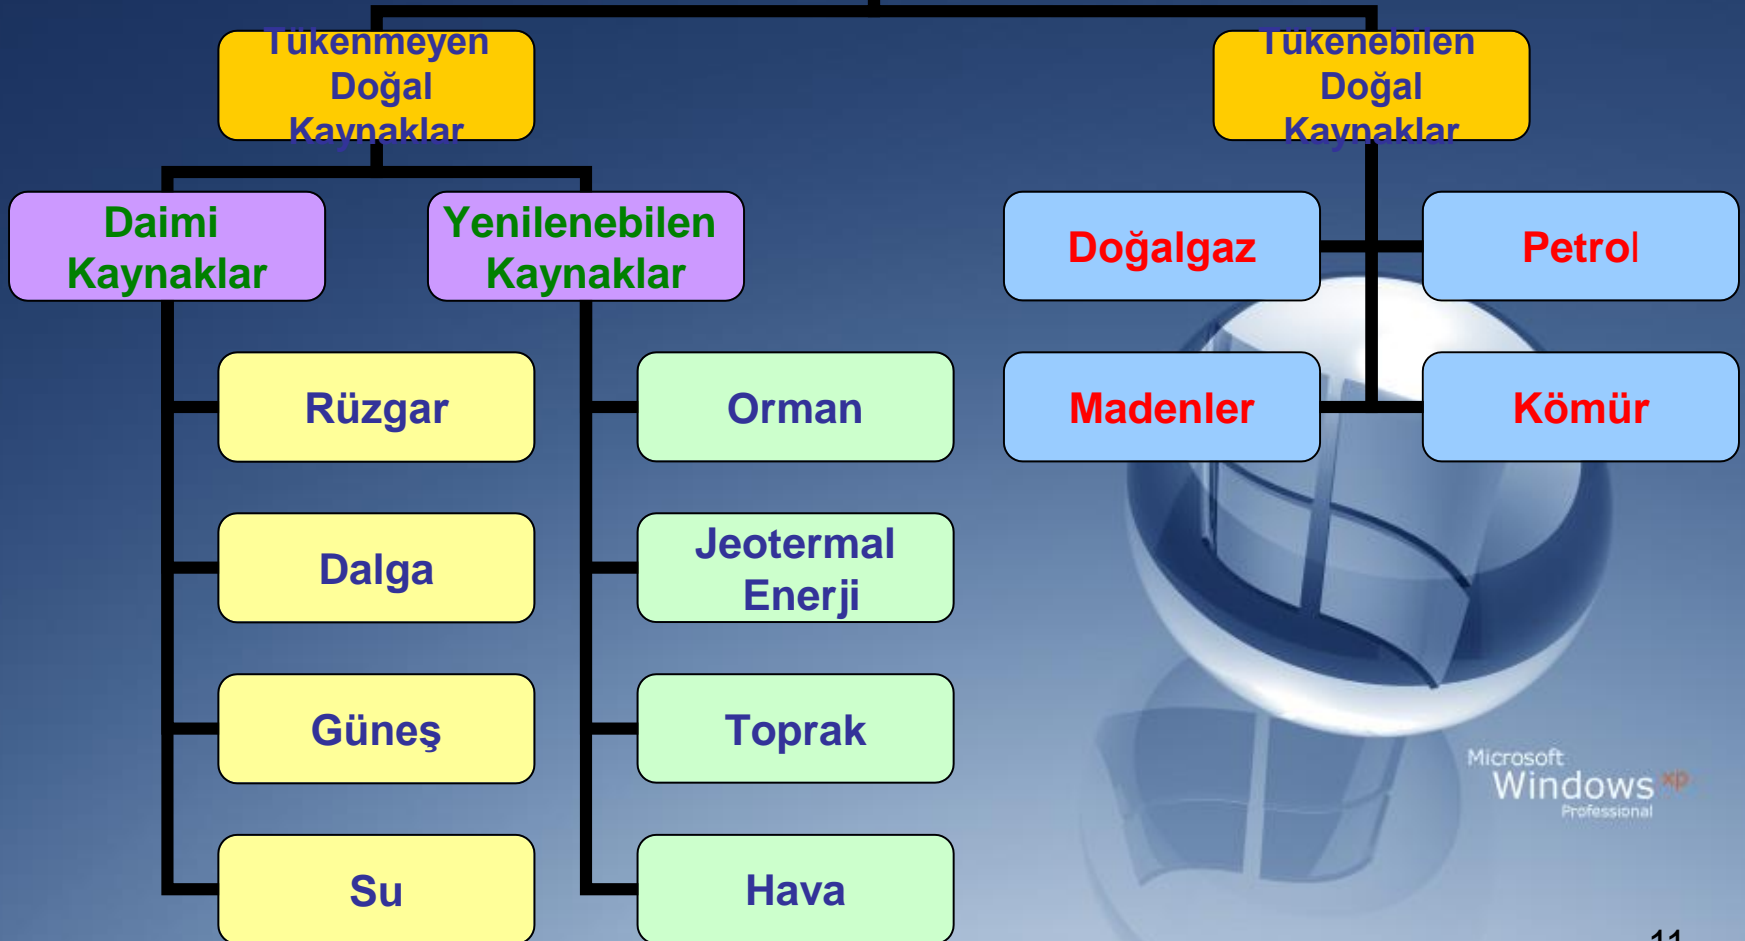 Tükenmeyen
Doğal
Kaynaklar
Tükenebilen
Doğal
Kaynaklar
Daimi
Kaynaklar
Yenilenebilen
Kaynaklar
Doğalgaz
Petrol
Rüzgar
Orman
Madenler
Kömür
Dalga
Jeotermal
Enerji
Güneş
Toprak
Su
Hava
Microsoft
Windows xp
Professional
11